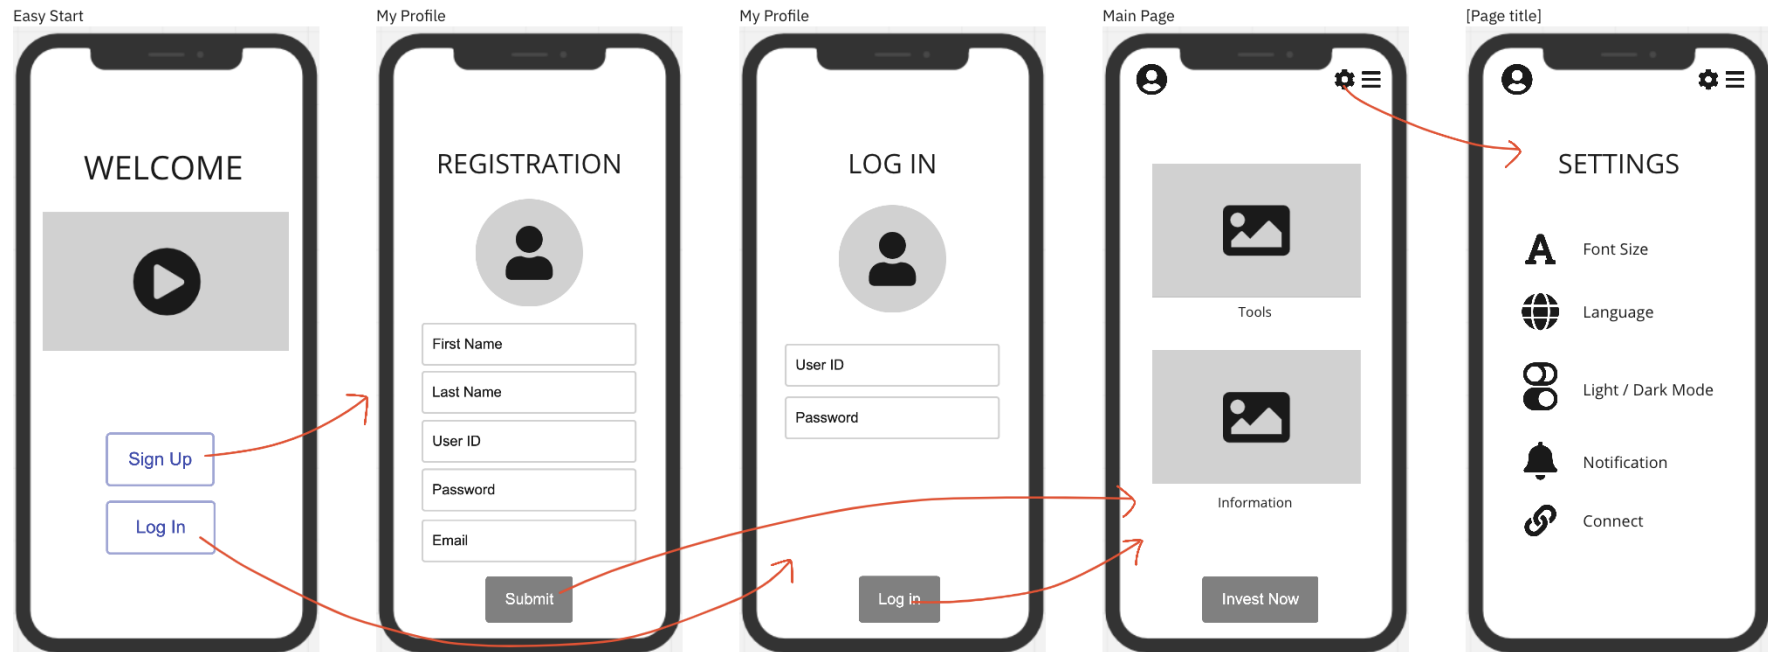 Easy Start
WELCOME
Sign Up
Log In
My Profile
REGISTRATION
First Name
Last Name
User ID
Password
Email
Submit
My Profile
LOG IN
User ID
Password
Log in
Main Page
Tools
Information
Invest Now
[Page title]
SETTINGS
A
Font Size
Language
Light / Dark Mode
Notification
Connect